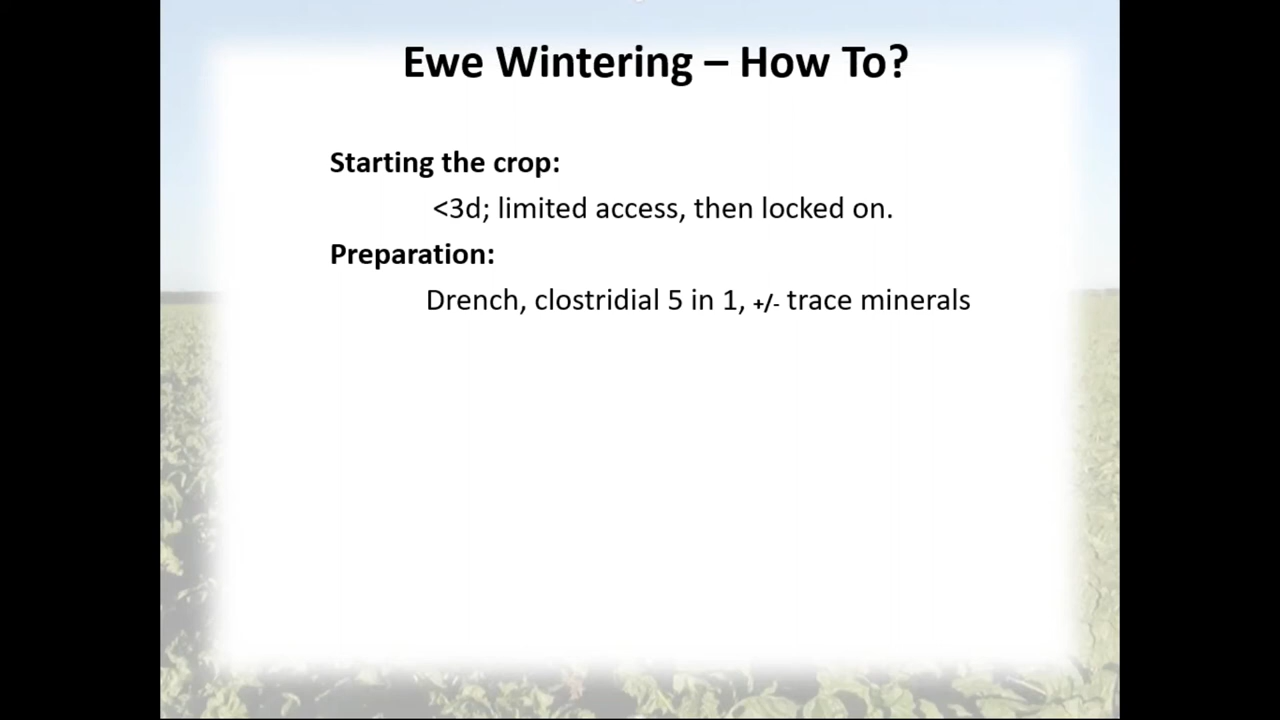 Ewe Wintering – How To?
Starting the crop:
<3d; limited access, then locked on.
Preparation:
Drench, clostridial 5 in 1, +/- trace minerals